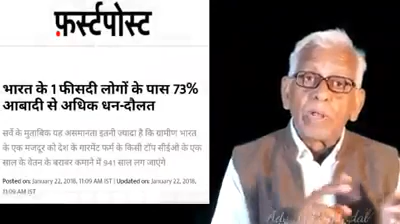 फ़र्स्टपोस्ट
भारत के 1 फीसदी लोगों के पास 73%
आबादी से अधिक धन-दौलत
सर्वे के मुताबिक यह असमानता इतनी ज्यादा है कि ग्रामीण भारत
के एक मजदूर को देश के गारमेंट फर्म के किसी टॉप सीईओ के एक
साल के वेतन के बराबर कमाने में 941 साल लग जाएंगे
Posted on: January 22, 2018, 11:09 AM IST | Updated on: January 22, 2018,
11:09 AM IST